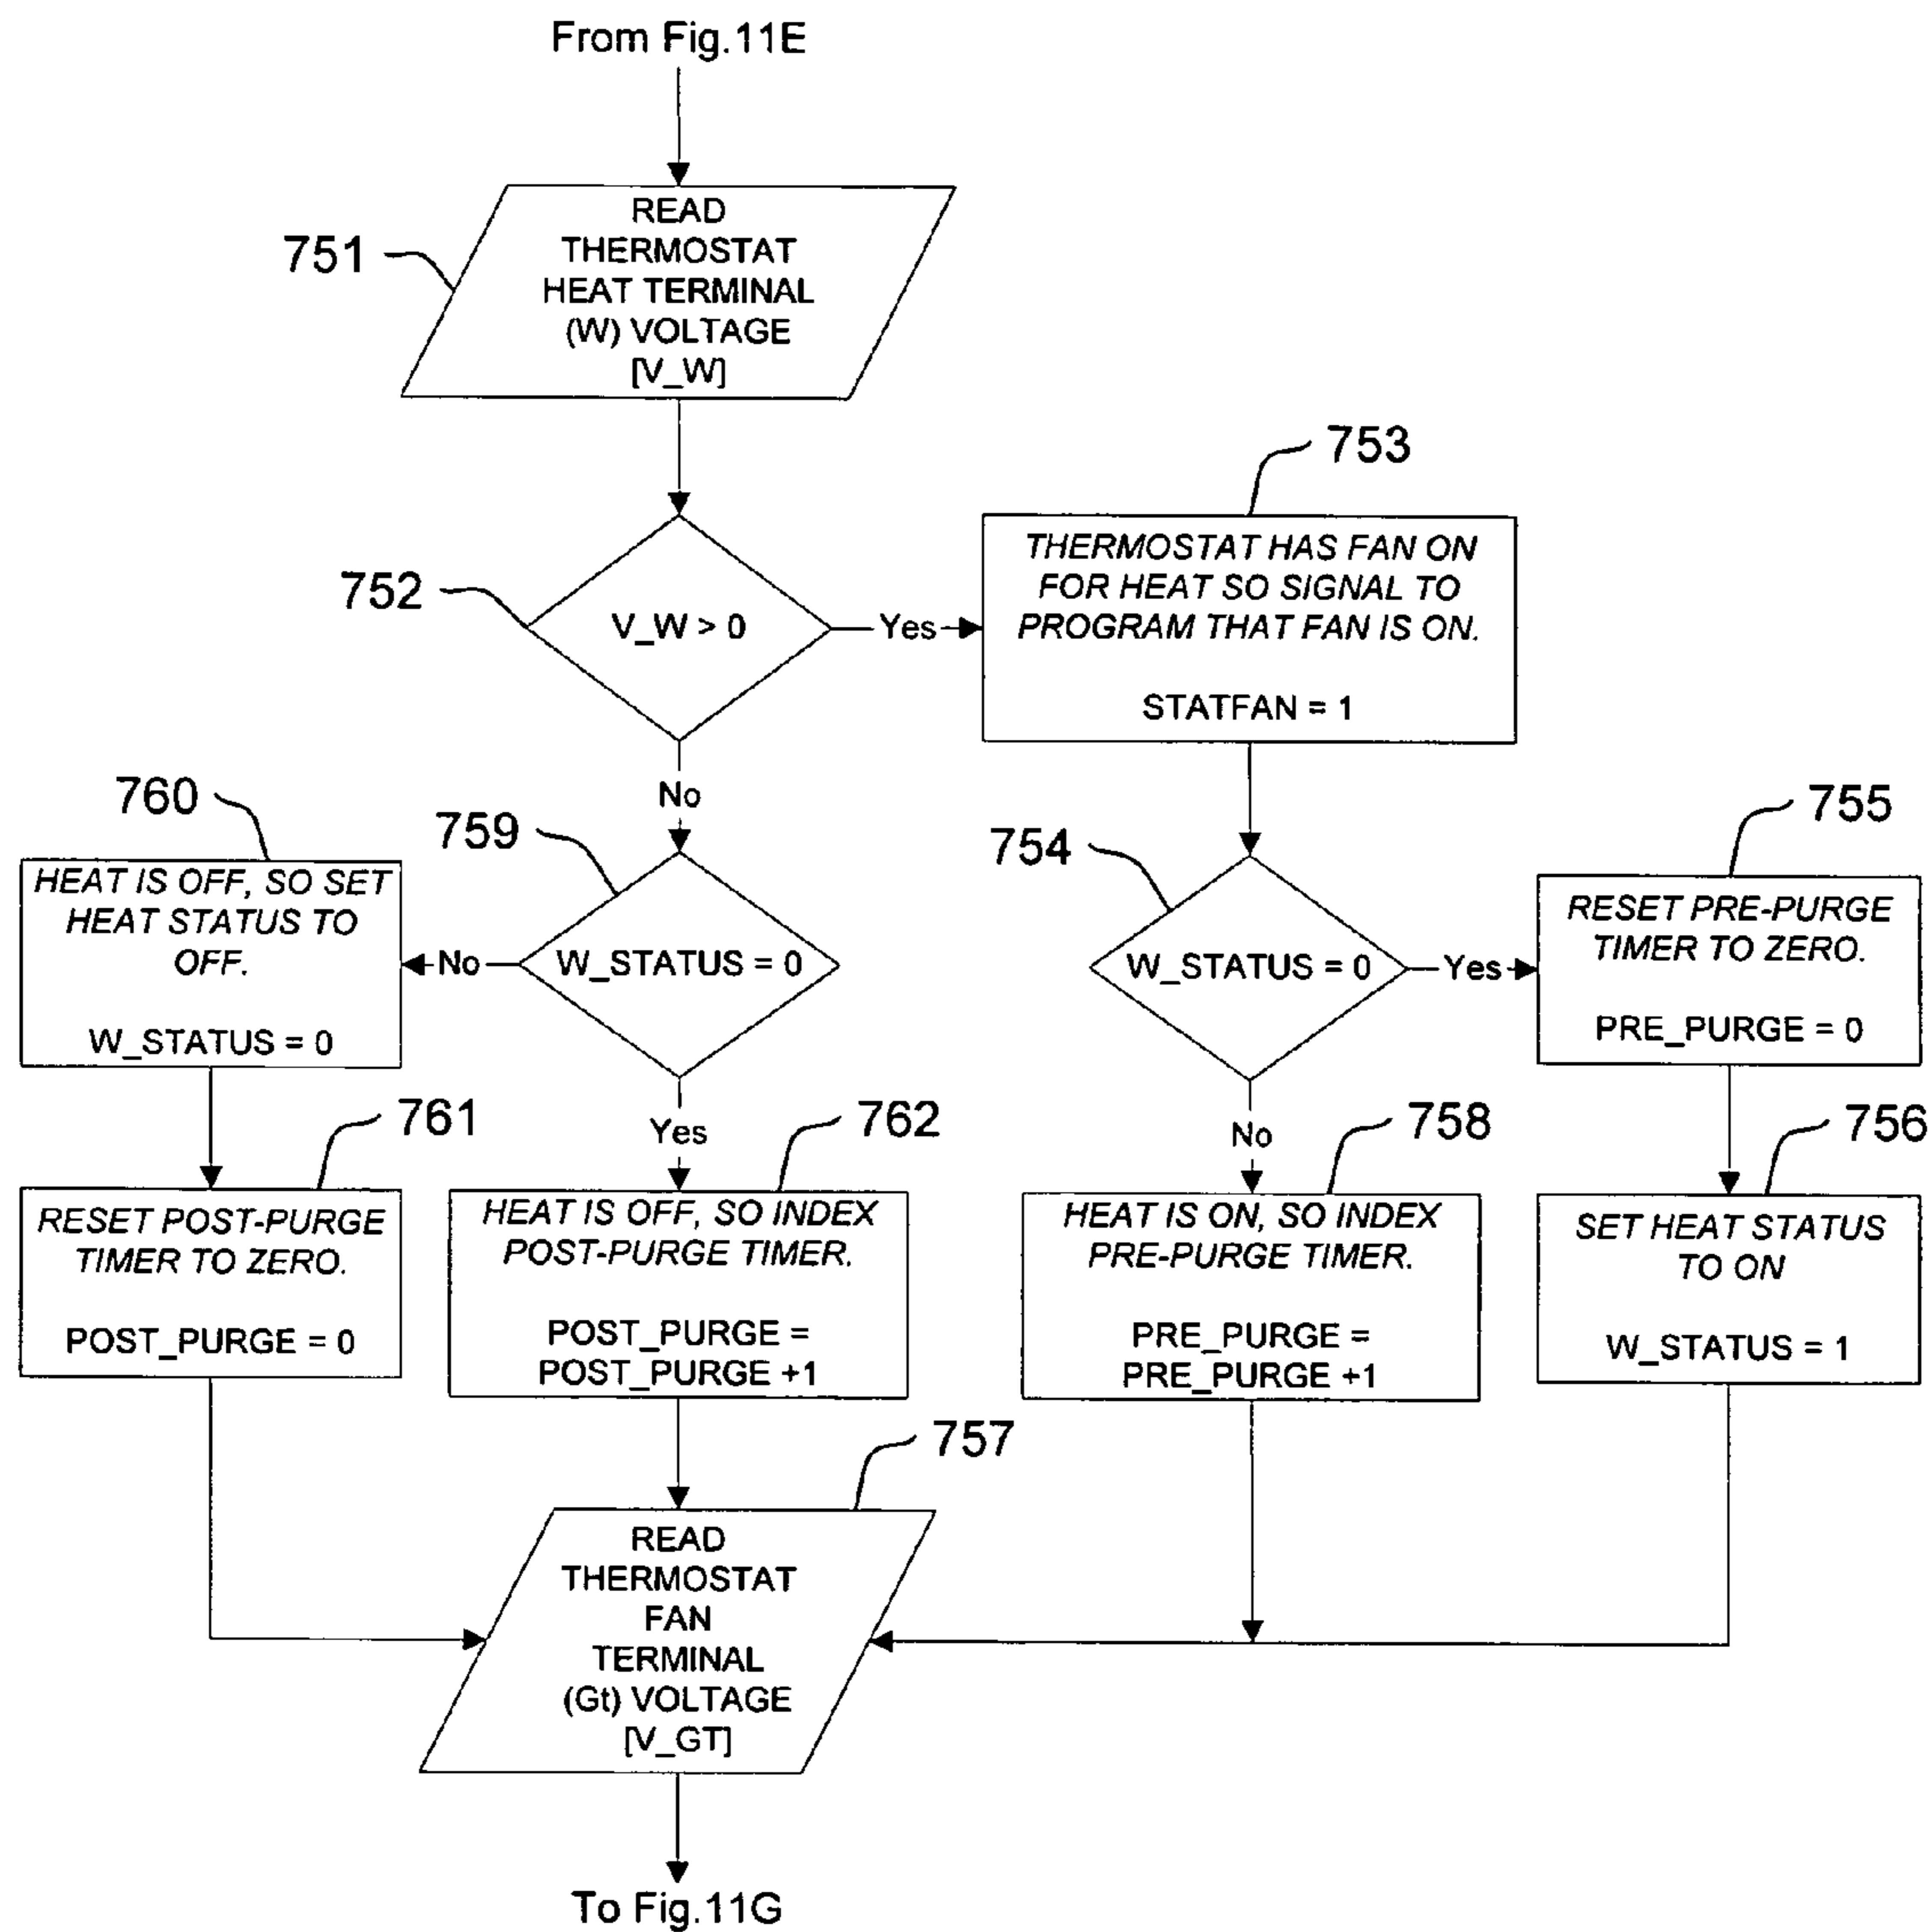 From Fig.11E
751
READ
THERMOSTAT
HEAT TERMINAL
(W) VOLTAGE
[V_W]
752
V_W > 0
Yes
753
THERMOSTAT HAS FAN ON
FOR HEAT SO SIGNAL TO
PROGRAM THAT FAN IS ON.
STATFAN = 1
No
760
HEAT IS OFF, SO SET
HEAT STATUS TO
OFF.
W_STATUS = 0
No
759
W_STATUS = 0
754
W_STATUS = 0
Yes
755
RESET PRE-PURGE
TIMER TO ZERO.
PRE_PURGE = 0
761
RESET POST-PURGE
TIMER TO ZERO.
POST_PURGE = 0
Yes
762
HEAT IS OFF, SO INDEX
POST-PURGE TIMER.
POST_PURGE =
POST_PURGE +1
No
758
HEAT IS ON, SO INDEX
PRE-PURGE TIMER.
PRE_PURGE =
PRE_PURGE +1
756
SET HEAT STATUS
TO ON
W_STATUS = 1
757
READ
THERMOSTAT
FAN
TERMINAL
(Gt) VOLTAGE
[V_GT]
To Fig.11G